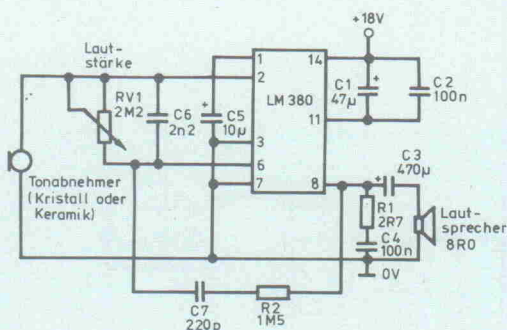 +18V
Laut-
stärke
RV1
2M2
C6
2n2
C5
10µ
+
1
2
3
6
7
LM 380
14
11
8
C1
47µ
+
C2
100n
C3
470µ
+
R1
2R7
C4
100n
Laut-
sprecher
8R0
0V
Tonabnehmer
(Kristall oder
Keramik)
C7
220p
R2
1M5